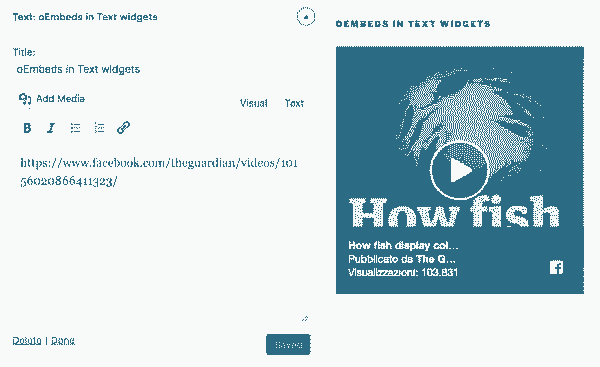 Text: oEmbeds in Text widgets
Title:
oEmbeds in Text widgets
Add Media
Visual Text
B I
https://www.facebook.com/theguardian/videos/101
56020866411323/
Delete | Done
Saved
OEMBEDS IN TEXT WIDGETS
How fish
How fish display col...
Pubblicato da The G...
Visualizzazioni: 103.831